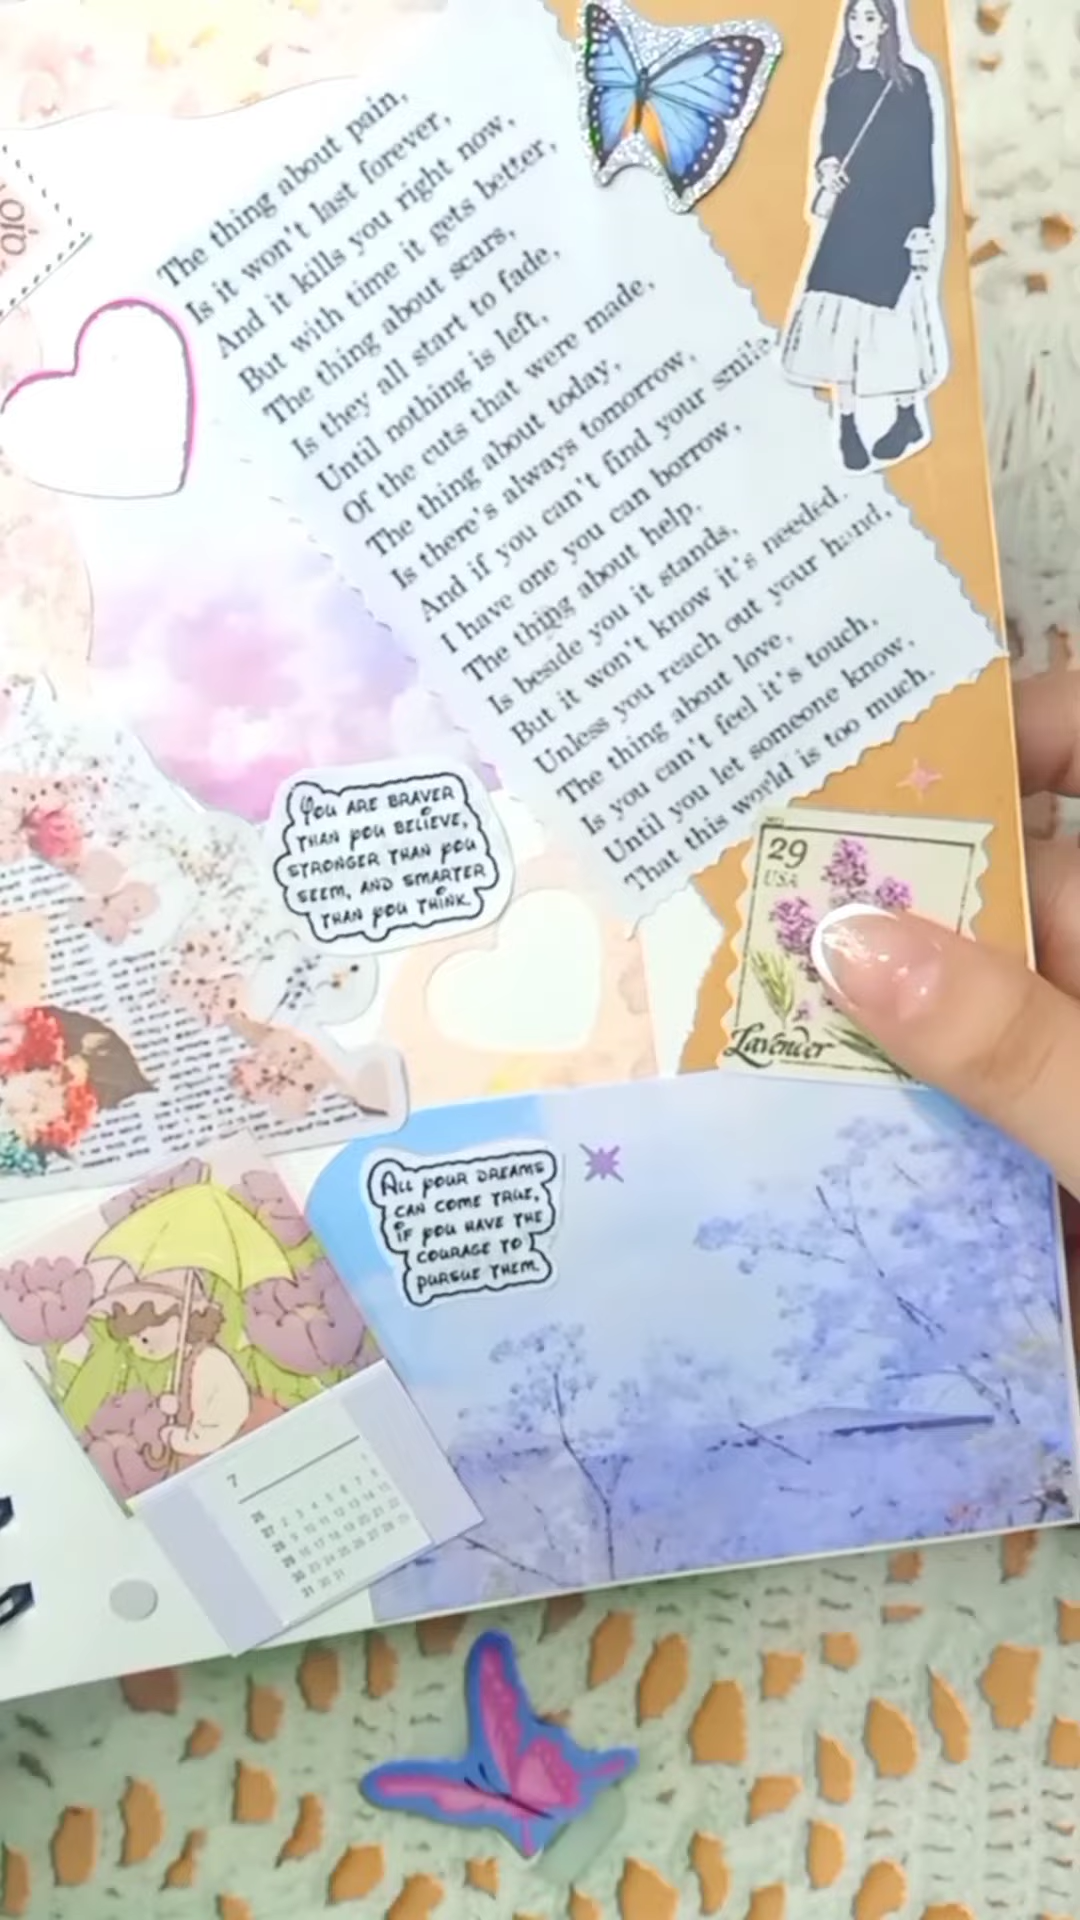 The thing about pain,
Is it won't last forever,
And it kills you right now,
But with time it gets better,
The thing about scars,
Is they all start to fade,
Until nothing is left,
Of the cuts that were made,
The thing about today,
Is there's always tomorrow,
And if you can't find your smile
I have one you can borrow,
The thing about help,
Is beside you it stands,
But it won't know it's needed.
Unless you reach out your hand,
The thing about love,
Is you can't feel it's touch,
Until you let someone know,
That this world is too much.
YOU ARE BRAVER
THAN YOU BELIEVE,
STRONGER THAN YOU
SEEM, AND SMARTER
THAN YOU THINK.
29
USA
Lavender
ALL YOUR DREAMS
CAN COME TRUE,
IF YOU HAVE THE
COURAGE TO
PURSUE THEM.
7